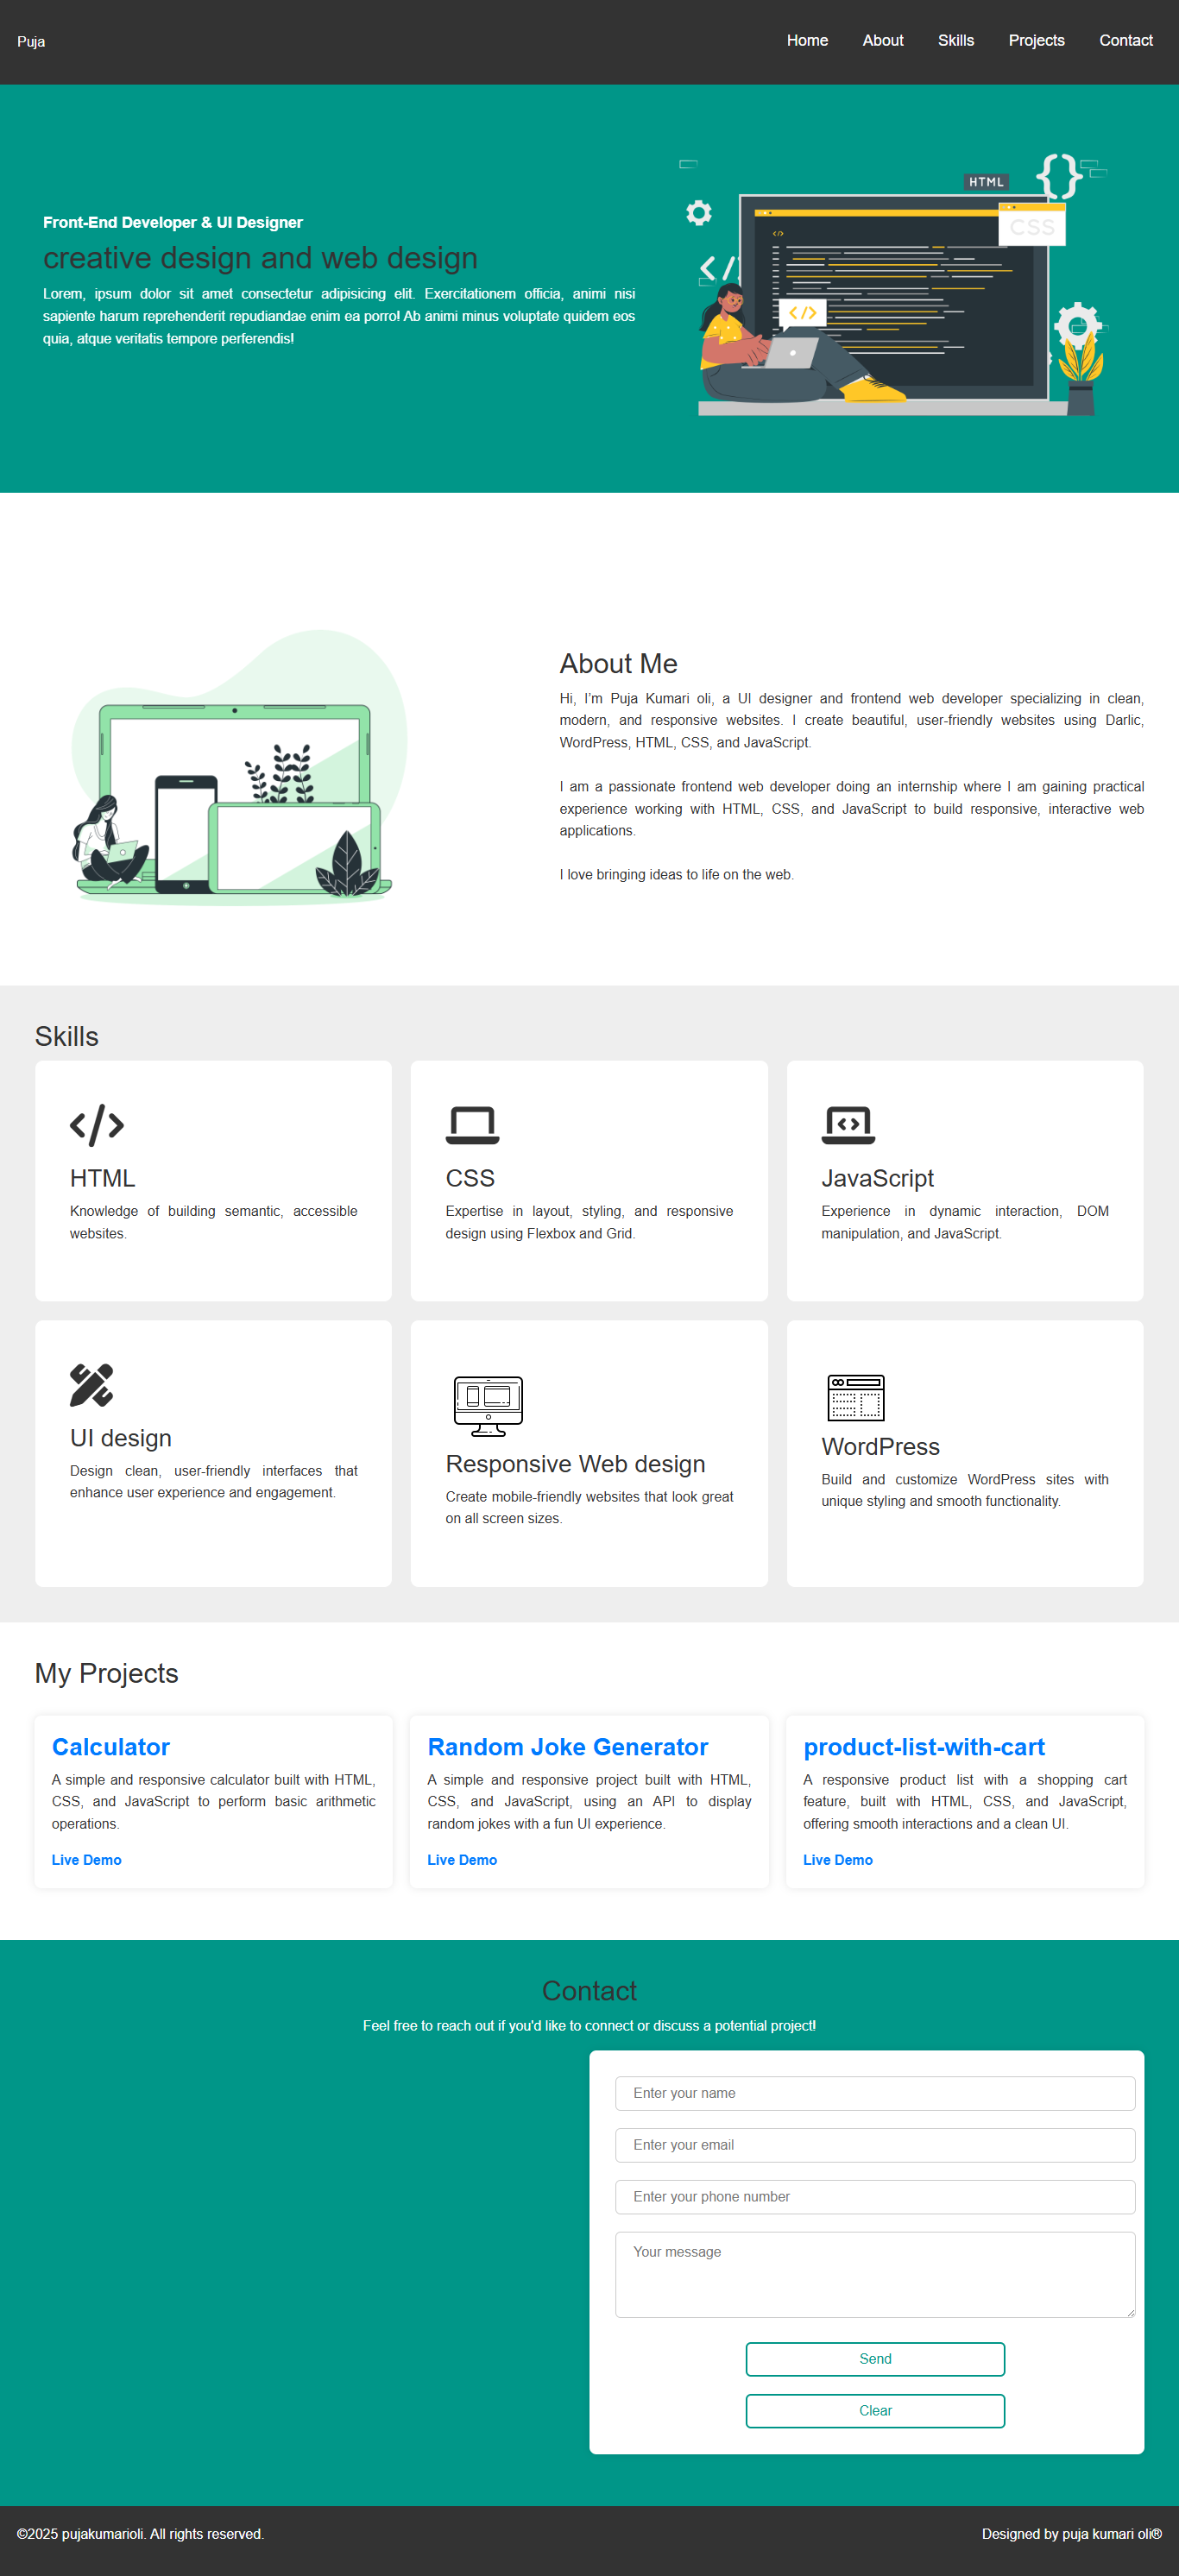 Puja
Home
About
Skills
Projects
Contact
Front-End Developer & UI Designer
creative design and web design
Lorem, ipsum dolor sit amet consectetur adipisicing elit. Exercitationem officia, animi nisi
sapiente harum reprehenderit repudiandae enim ea porro! Ab animi minus voluptate quidem eos
quia, atque veritatis tempore perferendis!
HTML
{}
CSS
</>
</
</>
About Me
Hi, I’m Puja Kumari oli, a UI designer and frontend web developer specializing in clean,
modern, and responsive websites. I create beautiful, user-friendly websites using Darlic,
WordPress, HTML, CSS, and JavaScript.
I am a passionate frontend web developer doing an internship where I am gaining practical
experience working with HTML, CSS, and JavaScript to build responsive, interactive web
applications.
I love bringing ideas to life on the web.
Skills
HTML
Knowledge of building semantic, accessible
websites.
CSS
Expertise in layout, styling, and responsive
design using Flexbox and Grid.
JavaScript
Experience in dynamic interaction, DOM
manipulation, and JavaScript.
UI design
Design clean, user-friendly interfaces that
enhance user experience and engagement.
Responsive Web design
Create mobile-friendly websites that look great
on all screen sizes.
WordPress
Build and customize WordPress sites with
unique styling and smooth functionality.
My Projects
Calculator
A simple and responsive calculator built with HTML,
CSS, and JavaScript to perform basic arithmetic
operations.
Live Demo
Random Joke Generator
A simple and responsive project built with HTML,
CSS, and JavaScript, using an API to display
random jokes with a fun UI experience.
Live Demo
product-list-with-cart
A responsive product list with a shopping cart
feature, built with HTML, CSS, and JavaScript,
offering smooth interactions and a clean UI.
Live Demo
Contact
Feel free to reach out if you'd like to connect or discuss a potential project!
Enter your name
Enter your email
Enter your phone number
Your message
Send
Clear
©2025 pujakumarioli. All rights reserved.
Designed by puja kumari oli®